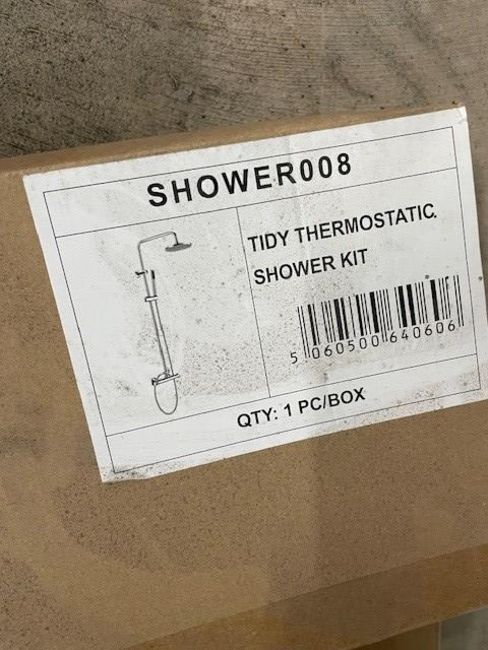 SHOWER008
TIDY THERMOSTATIC
SHOWER KIT
5 060500 640606
QTY: 1 PC/BOX